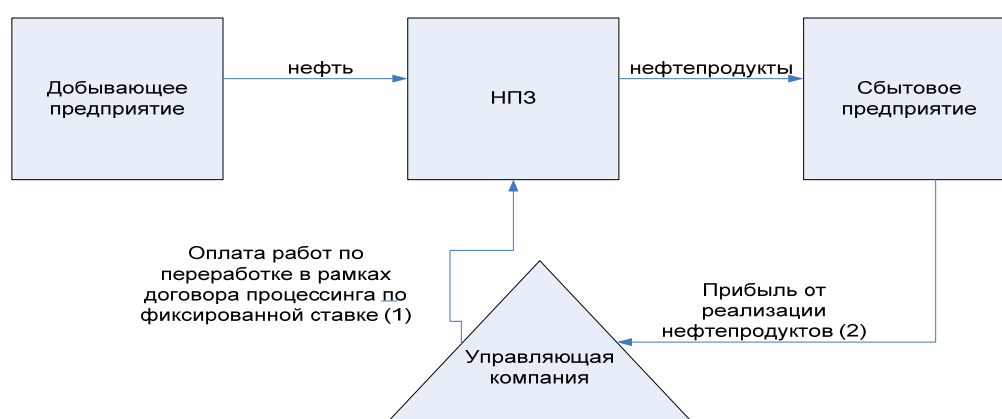 нефть
нефтепродукты
Добывающее
предприятие
НПЗ
Сбытовое
предприятие
Оплата работ по
переработке в рамках
договора процессинга по
фиксированной ставке (1)
Прибыль от
реализации
нефтепродуктов (2)
Управляющая
компания